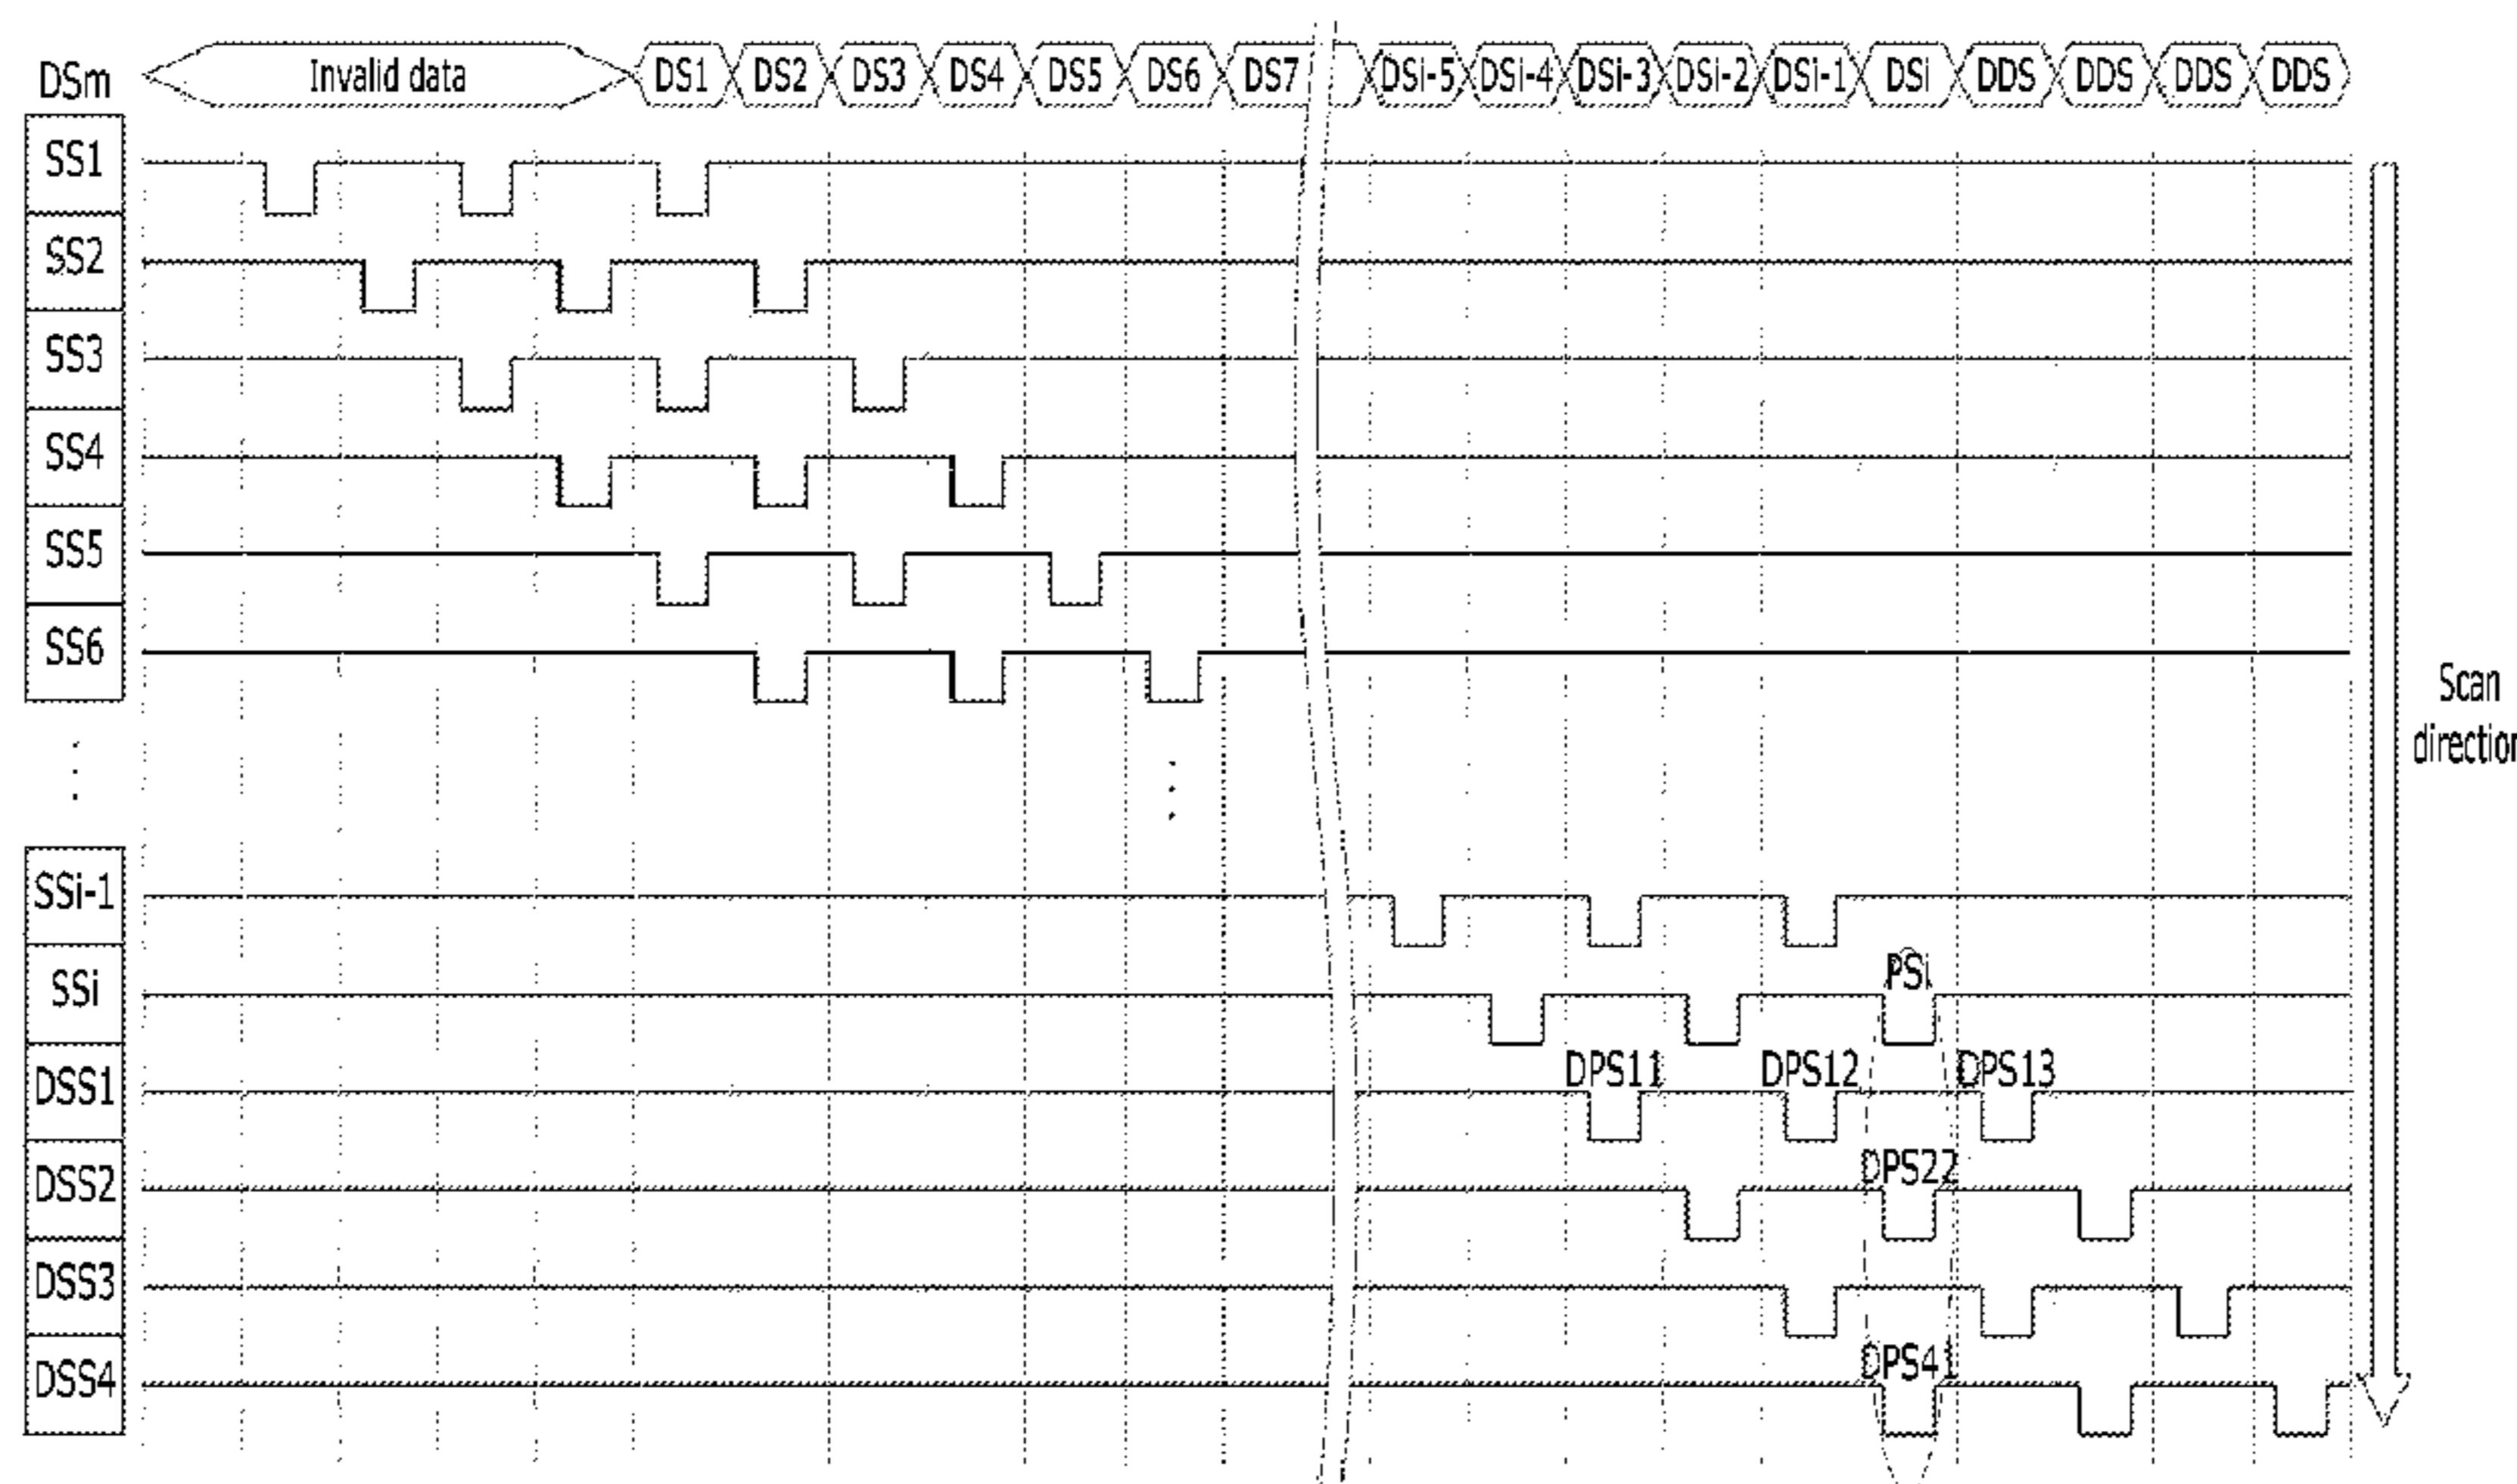 DSm Invalid data DS1 DS2 DS3 DS4 DS5 DS6 DS7 DSi-5 DSi-4 DSi-3 DSi-2 DSi-1 DSi DDS DDS DDS DDS
SS1
SS2
SS3
SS4
SS5
SS6
Scan
direction
SSi-1
SSi
PSi
DSS1
DPS11 DPS12 DPS13
DSS2
DPS22
DSS3
DSS4
DPS41